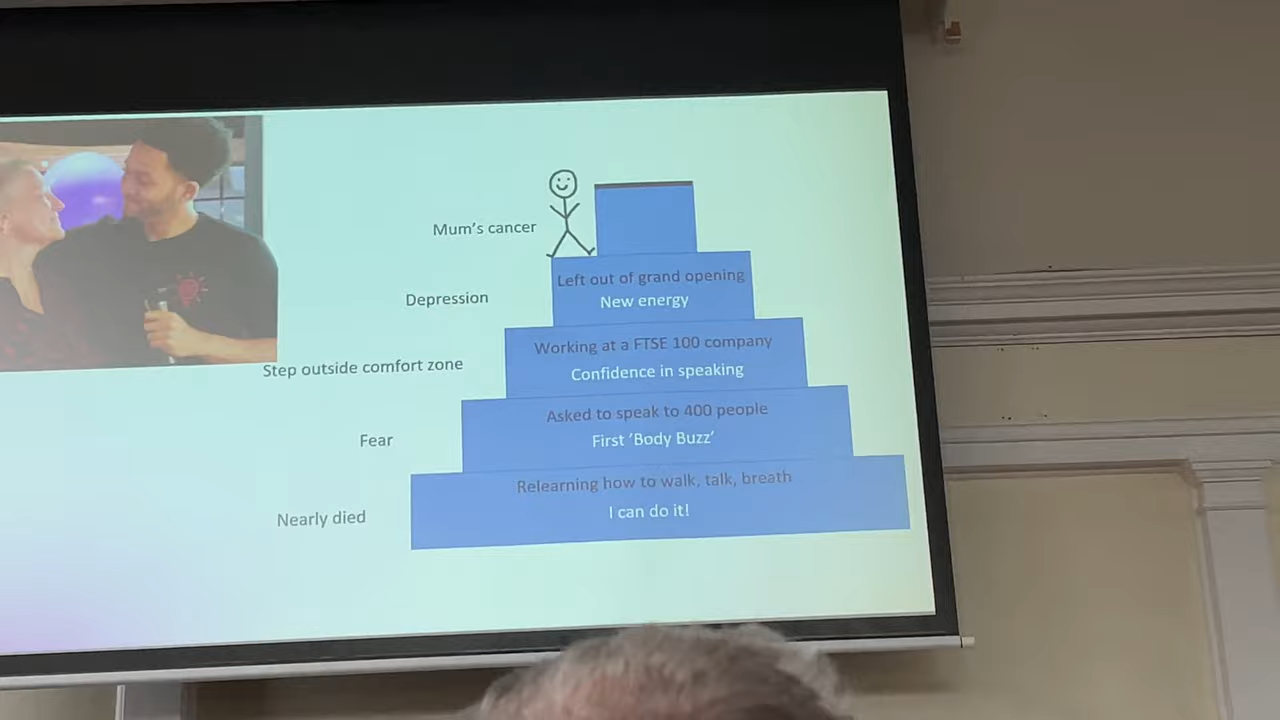 Mum's cancer
Left out of grand opening
Depression
New energy
Working at a FTSE 100 company
Step outside comfort zone
Confidence in speaking
Asked to speak to 400 people
Fear
First 'Body Buzz'
Relearning how to walk, talk, breath
Nearly died
I can do it!